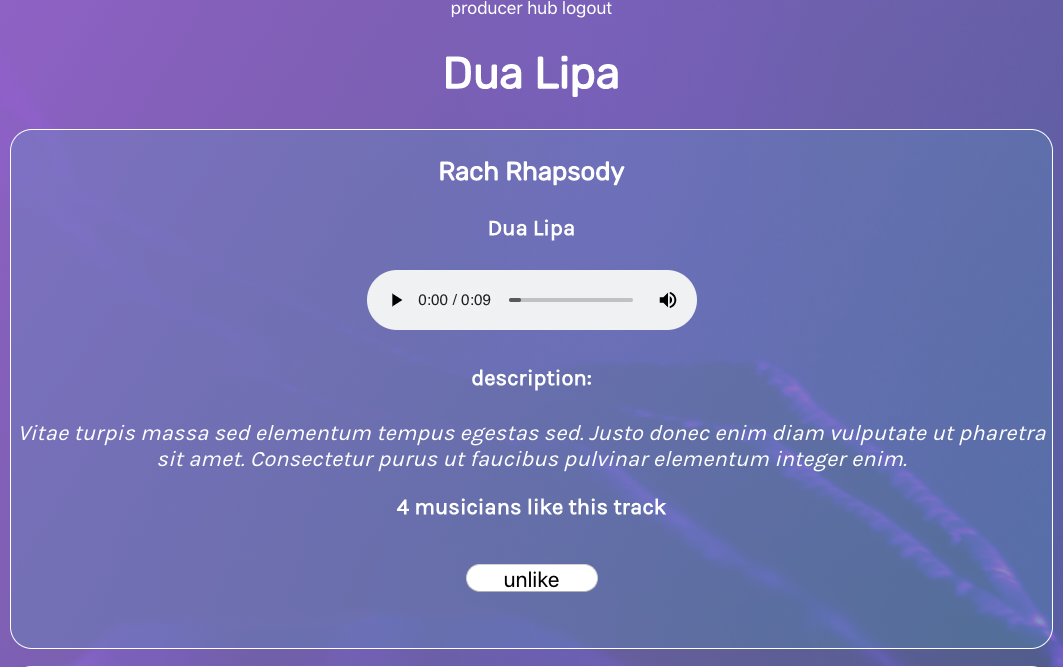 producer hub logout
Dua Lipa
Rach Rhapsody
Dua Lipa
0:00 / 0:09
description:
Vitae turpis massa sed elementum tempus egestas sed. Justo donec enim diam vulputate ut pharetra
sit amet. Consectetur purus ut faucibus pulvinar elementum integer enim.
4 musicians like this track
unlike